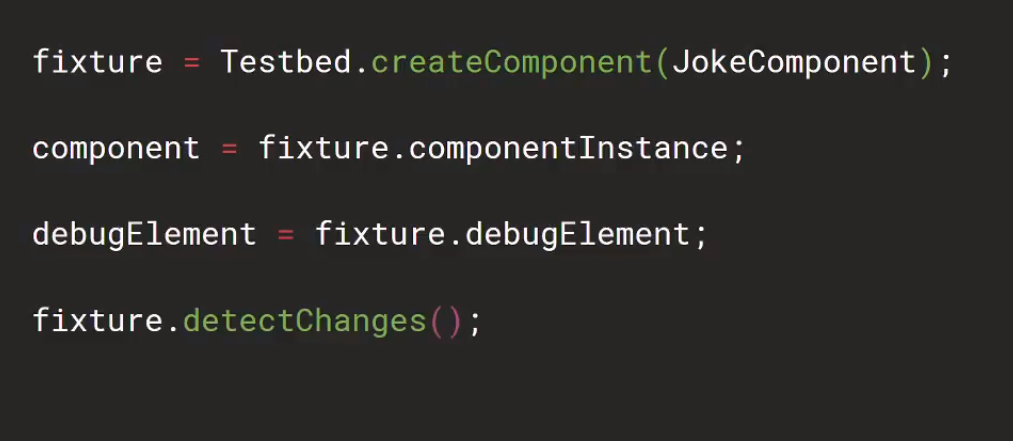 fixture = Testbed.createComponent(JokeComponent);
component = fixture.componentInstance;
debugElement = fixture.debugElement;
fixture.detectChanges();